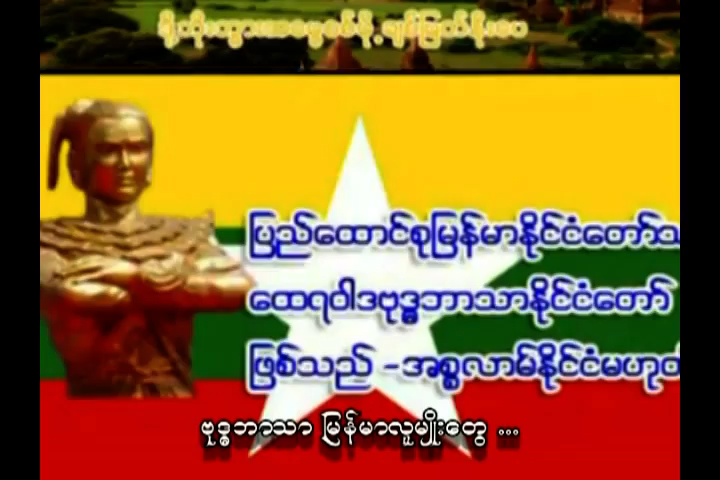 ပြည်ထောင်စုမြန်မာနိုင်ငံတော်သ
ထေရဝါဒဗုဒ္ဓဘာသာနိုင်ငံတော်
ဖြစ်သည် -အစ္စလာမ်နိုင်ငံမဟုတ
ဗုဒ္ဓဘာသာ မြန်မာလူမျိုးတွေ ...